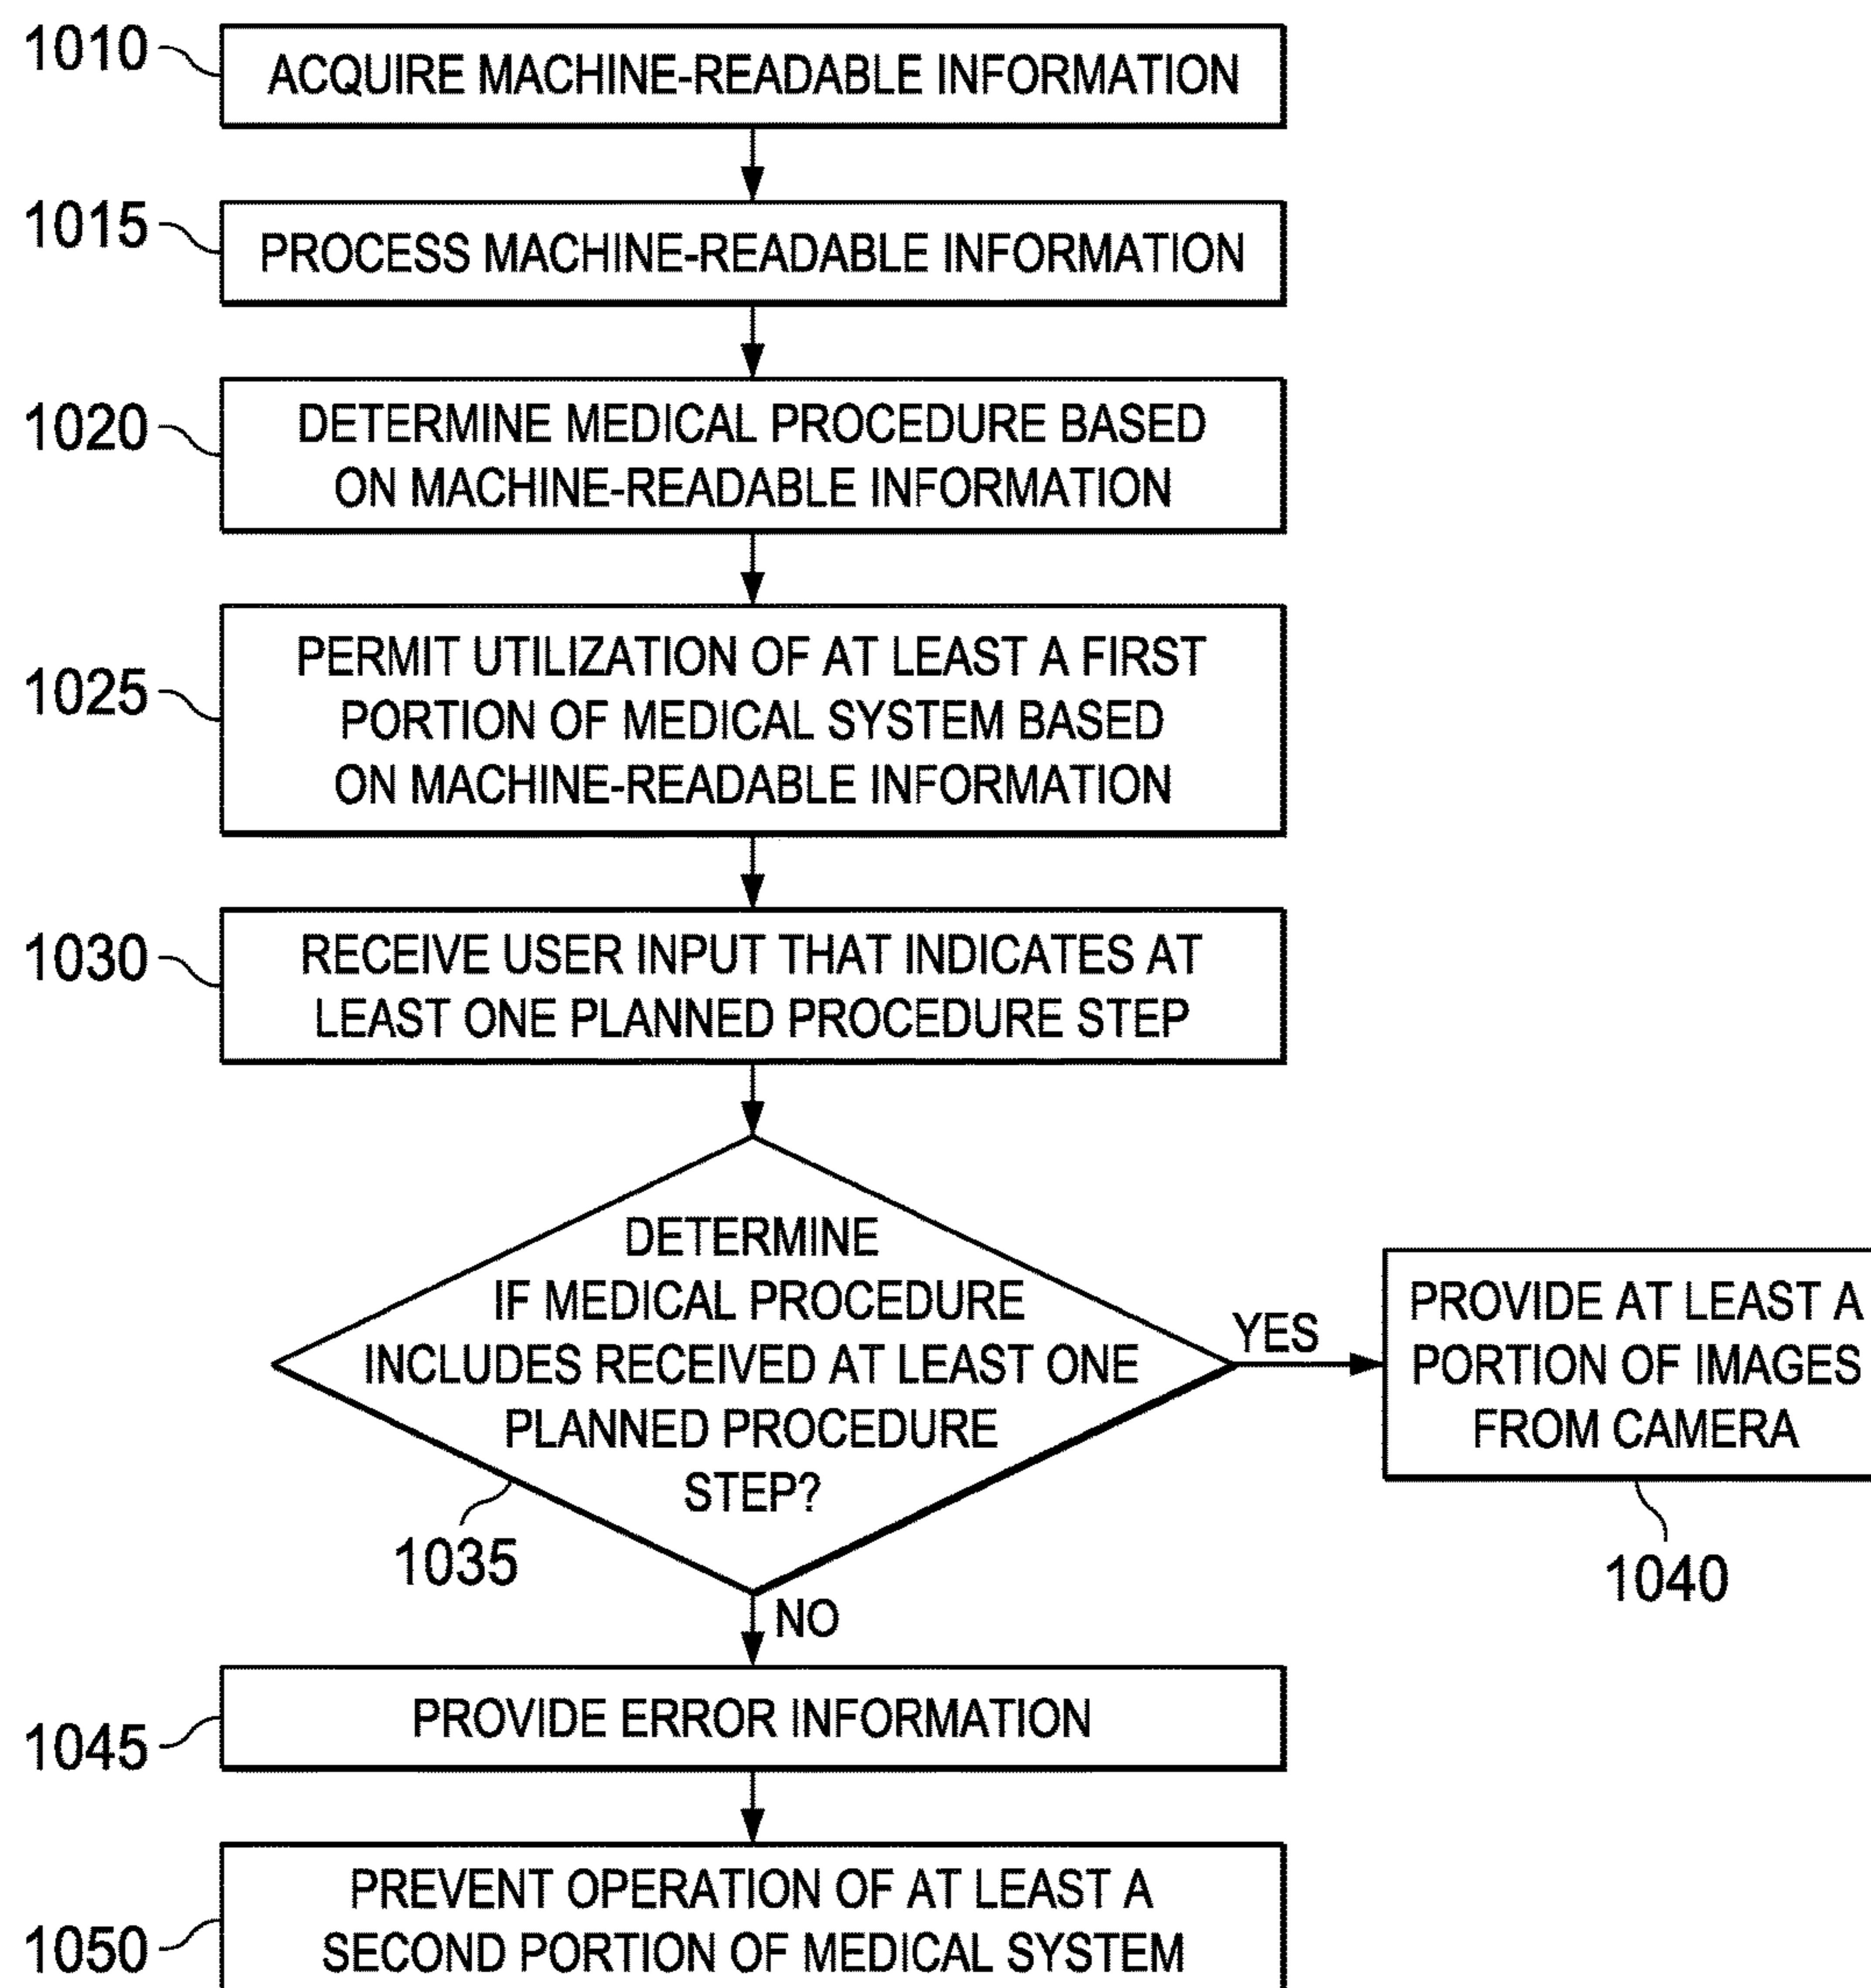 1010
ACQUIRE MACHINE-READABLE INFORMATION
1015
PROCESS MACHINE-READABLE INFORMATION
1020
DETERMINE MEDICAL PROCEDURE BASED
ON MACHINE-READABLE INFORMATION
1025
PERMIT UTILIZATION OF AT LEAST A FIRST
PORTION OF MEDICAL SYSTEM BASED
ON MACHINE-READABLE INFORMATION
1030
RECEIVE USER INPUT THAT INDICATES AT
LEAST ONE PLANNED PROCEDURE STEP
DETERMINE
IF MEDICAL PROCEDURE
INCLUDES RECEIVED AT LEAST ONE
PLANNED PROCEDURE
STEP?
1035
YES
PROVIDE AT LEAST A
PORTION OF IMAGES
FROM CAMERA
1040
NO
1045
PROVIDE ERROR INFORMATION
1050
PREVENT OPERATION OF AT LEAST A
SECOND PORTION OF MEDICAL SYSTEM